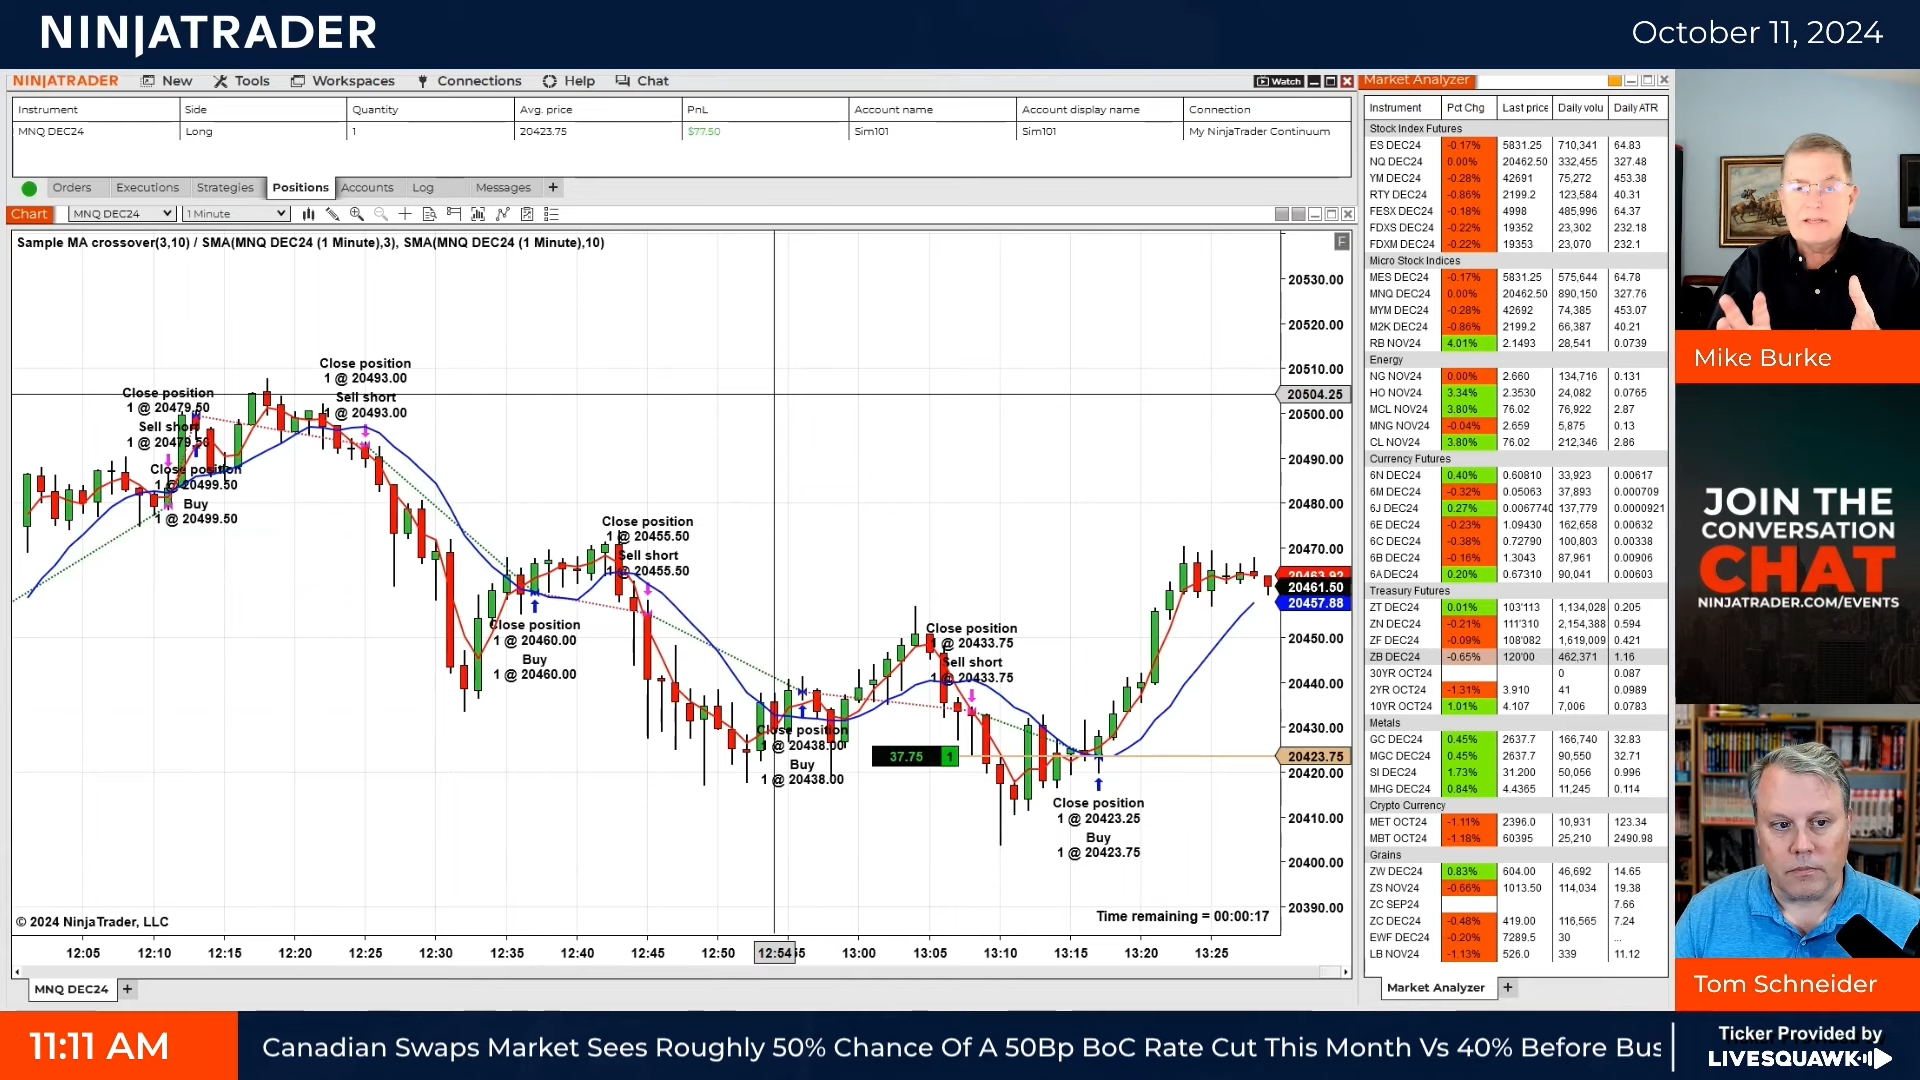 NINJATRADER
October 11, 2024
NINJATRADER New Tools Workspaces Connections Help Chat Watch
Instrument Side Quantity Avg. price PnL Account name Account display name Connection
MNQ DEC24 Long 1 20423.75 $77.50 Sim101 Sim101 My NinjaTrader Continuum
Orders Executions Strategies Positions Accounts Log Messages +
Chart MNQ DEC24 1 Minute
Sample MA crossover(3,10) / SMA(MNQ DEC24 (1 Minute),3), SMA(MNQ DEC24 (1 Minute),10)
F
Close position
1 @ 20479.50
Sell short
1 @ 20479.50
Close position
1 @ 20499.50
Buy
1 @ 20499.50
Close position
1 @ 20493.00
Sell short
1 @ 20493.00
Close position
1 @ 20460.00
Buy
1 @ 20460.00
Close position
1 @ 20455.50
Sell short
1 @ 20455.50
Close position
1 @ 20438.00
Buy
1 @ 20438.00
Close position
1 @ 20433.75
Sell short
1 @ 20433.75
37.75 1
Close position
1 @ 20423.25
Buy
1 @ 20423.75
20530.00
20520.00
20510.00
20504.25
20500.00
20490.00
20480.00
20470.00
20463.92
20461.50
20457.88
20450.00
20440.00
20430.00
20423.75
20420.00
20410.00
20400.00
20390.00
© 2024 NinjaTrader, LLC
Time remaining = 00:00:17
12:05 12:10 12:15 12:20 12:25 12:30 12:35 12:40 12:45 12:50 12:54 13:00 13:05 13:10 13:15 13:20 13:25
MNQ DEC24 +
Market Analyzer
Instrument Pct Chg Last price Daily volu Daily ATR
Stock Index Futures
ES DEC24 -0.17% 5831.25 710,341 64.83
NQ DEC24 0.00% 20462.50 332,455 327.48
YM DEC24 -0.28% 42691 75,272 453.38
RTY DEC24 -0.86% 2199.2 123,584 40.31
FESX DEC24 -0.18% 4998 485,996 64.37
FDXS DEC24 -0.22% 19352 23,302 232.18
FDXM DEC24 -0.22% 19353 23,070 232.1
Micro Stock Indices
MES DEC24 -0.17% 5831.25 575,644 64.78
MNQ DEC24 0.00% 20462.50 890,150 327.76
MYM DEC24 -0.28% 42692 74,385 453.07
M2K DEC24 -0.86% 2199.2 66,387 40.21
RB NOV24 4.01% 2.1493 28,541 0.0739
Energy
NG NOV24 0.00% 2.660 134,716 0.131
HO NOV24 3.34% 2.3530 24,082 0.0765
MCL NOV24 3.80% 76.02 76,922 2.87
MNG NOV24 -0.04% 2.659 5,875 0.13
CL NOV24 3.80% 76.02 212,346 2.86
Currency Futures
6N DEC24 0.40% 0.60810 33,923 0.00617
6M DEC24 -0.32% 0.05063 37,893 0.000709
6J DEC24 0.27% 0.0067740 137,779 0.0000921
6E DEC24 -0.23% 1.09430 162,658 0.00632
6C DEC24 -0.38% 0.72790 100,803 0.00338
6B DEC24 -0.16% 1.3043 87,961 0.00906
6A DEC24 0.20% 0.67310 90,041 0.00603
Treasury Futures
ZT DEC24 0.01% 103'113 1,134,028 0.205
ZN DEC24 -0.21% 111'310 2,154,388 0.594
ZF DEC24 -0.09% 108'082 1,619,009 0.421
ZB DEC24 -0.65% 120'00 462,371 1.16
30YR OCT24 0 0.087
2YR OCT24 -1.31% 3.910 41 0.0989
10YR OCT24 1.01% 4.107 7,006 0.0783
Metals
GC DEC24 0.45% 2637.7 166,740 32.83
MGC DEC24 0.45% 2637.7 90,550 32.71
SI DEC24 1.73% 31.200 50,056 0.996
MHG DEC24 0.84% 4.4365 11,245 0.114
Crypto Currency
MET OCT24 -1.11% 2396.0 10,931 123.34
MBT OCT24 -1.18% 60395 25,210 2490.98
Grains
ZW DEC24 0.83% 604.00 46,692 14.65
ZS NOV24 -0.66% 1013.50 114,034 19.38
ZC SEP24 7.66
ZC DEC24 -0.48% 419.00 116,565 7.24
EWF DEC24 -0.20% 7289.5 30 ...
LB NOV24 -1.13% 526.0 339 11.12
Market Analyzer +
Mike Burke
JOIN THE
CONVERSATION
CHAT
NINJATRADER.COM/EVENTS
Tom Schneider
11:11 AM
Canadian Swaps Market Sees Roughly 50% Chance Of A 50Bp BoC Rate Cut This Month Vs 40% Before Bus
Ticker Provided by
LIVESQUAWK